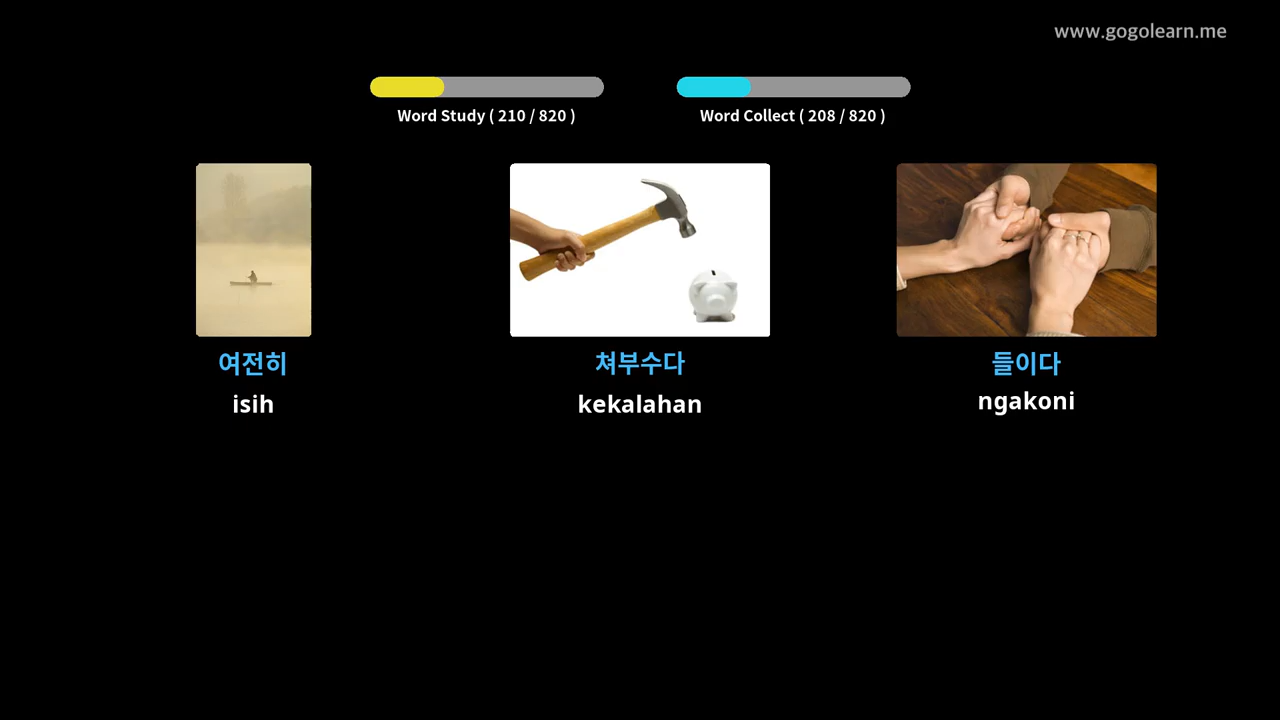 www.gogolearn.me
Word Study ( 210 / 820 )
Word Collect ( 208 / 820 )
여전히
쳐부수다
들이다
isih
kekalahan
ngakoni